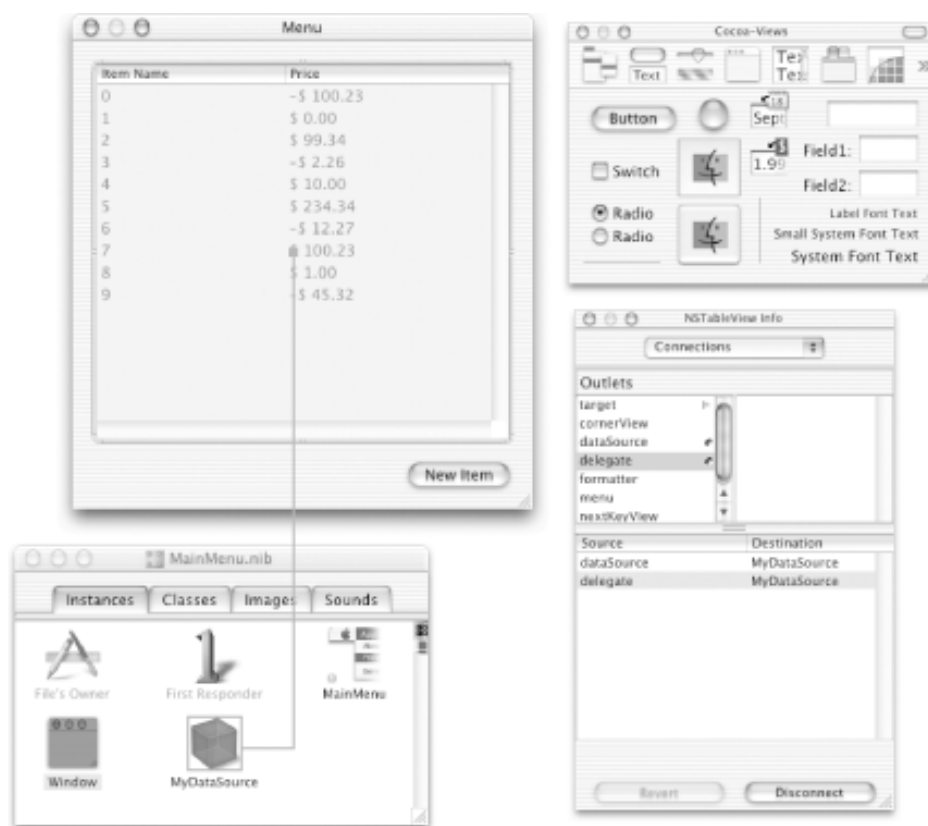 Menu
Item Name Price
0 -$ 100.23
1 $ 0.00
2 $ 99.34
3 -$ 2.26
4 $ 10.00
5 $ 234.34
6 -$ 12.27
7 100.23
8 $ 1.00
9 -$ 45.32
New Item
MainMenu.nib
Instances Classes Images Sounds
File's Owner First Responder MainMenu
Window MyDataSource
Cocoa-Views
Text Tex
Tex
Button Sept
18
Switch 1.99 Field1:
Field2:
Radio Label Font Text
Radio Small System Font Text
System Font Text
NSTableView Info
Connections
Outlets
target
cornerView
dataSource
delegate
formatter
menu
nextKeyView
Source Destination
dataSource MyDataSource
delegate MyDataSource
Revert Disconnect